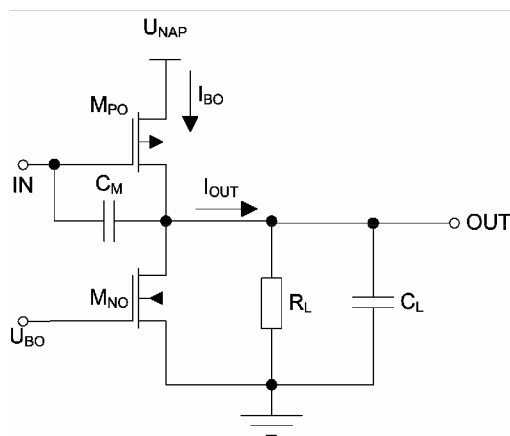 U_NAP
M_PO
I_BO
IN
C_M
I_OUT
OUT
M_NO
R_L
C_L
U_BO